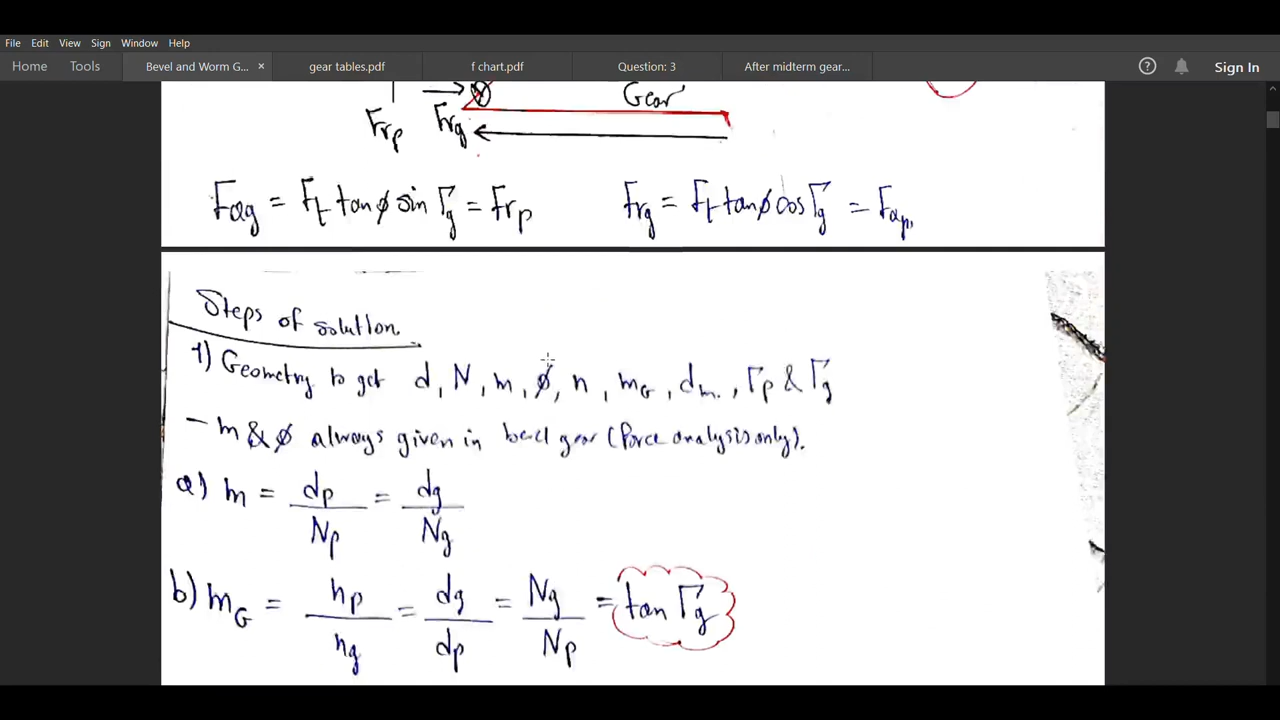 File Edit View Sign Window Help
Home Tools Bevel and Worm G... × gear tables.pdf f chart.pdf Question: 3 After midterm gear... Sign In
Gear
Frp Frg
Fag = Ft tanφ sin Γg = Frp Frg = Ft tanφ cos Γg = Fap
Steps of solution
1) Geometry to get d, N, m, φ, n, mG, dm, Γp & Γg
- m & φ always given in bevel gear (Force analysis only).
a) m = dp/Np = dg/Ng
b) mG = np/ng = dg/dp = Ng/Np = tan Γg